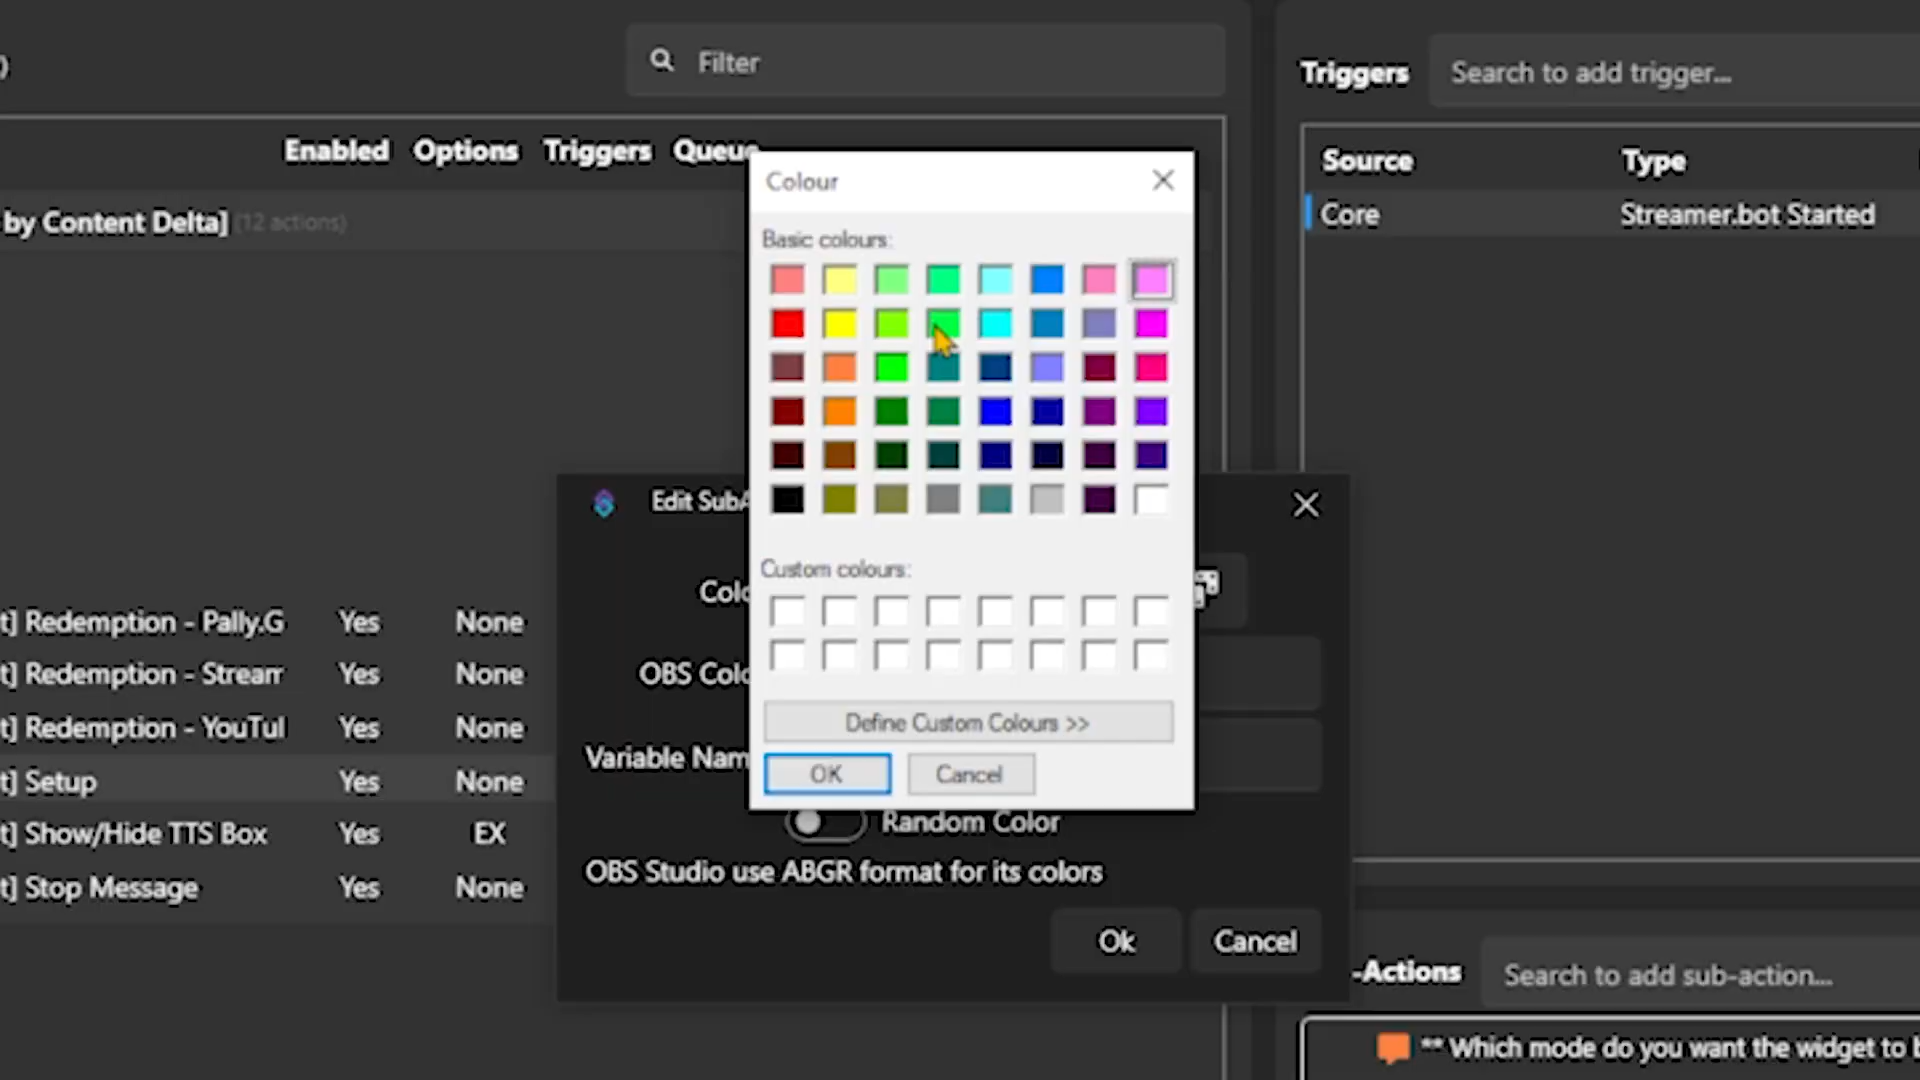 )
Filter
Triggers
Search to add trigger...
Enabled Options Triggers Queue
Source Type
by Content Delta] (12 actions)
Core Streamer.bot Started
Colour
Basic colours:
Custom colours:
Define Custom Colours >>
OK Cancel
Edit SubA
Colo
OBS Colo
Variable Nam
Random Color
OBS Studio use ABGR format for its colors
Ok Cancel
t] Redemption - Pally.G Yes None
t] Redemption - Stream Yes None
t] Redemption - YouTul Yes None
t] Setup Yes None
t] Show/Hide TTS Box Yes EX
t] Stop Message Yes None
-Actions
Search to add sub-action...
** Which mode do you want the widget to b